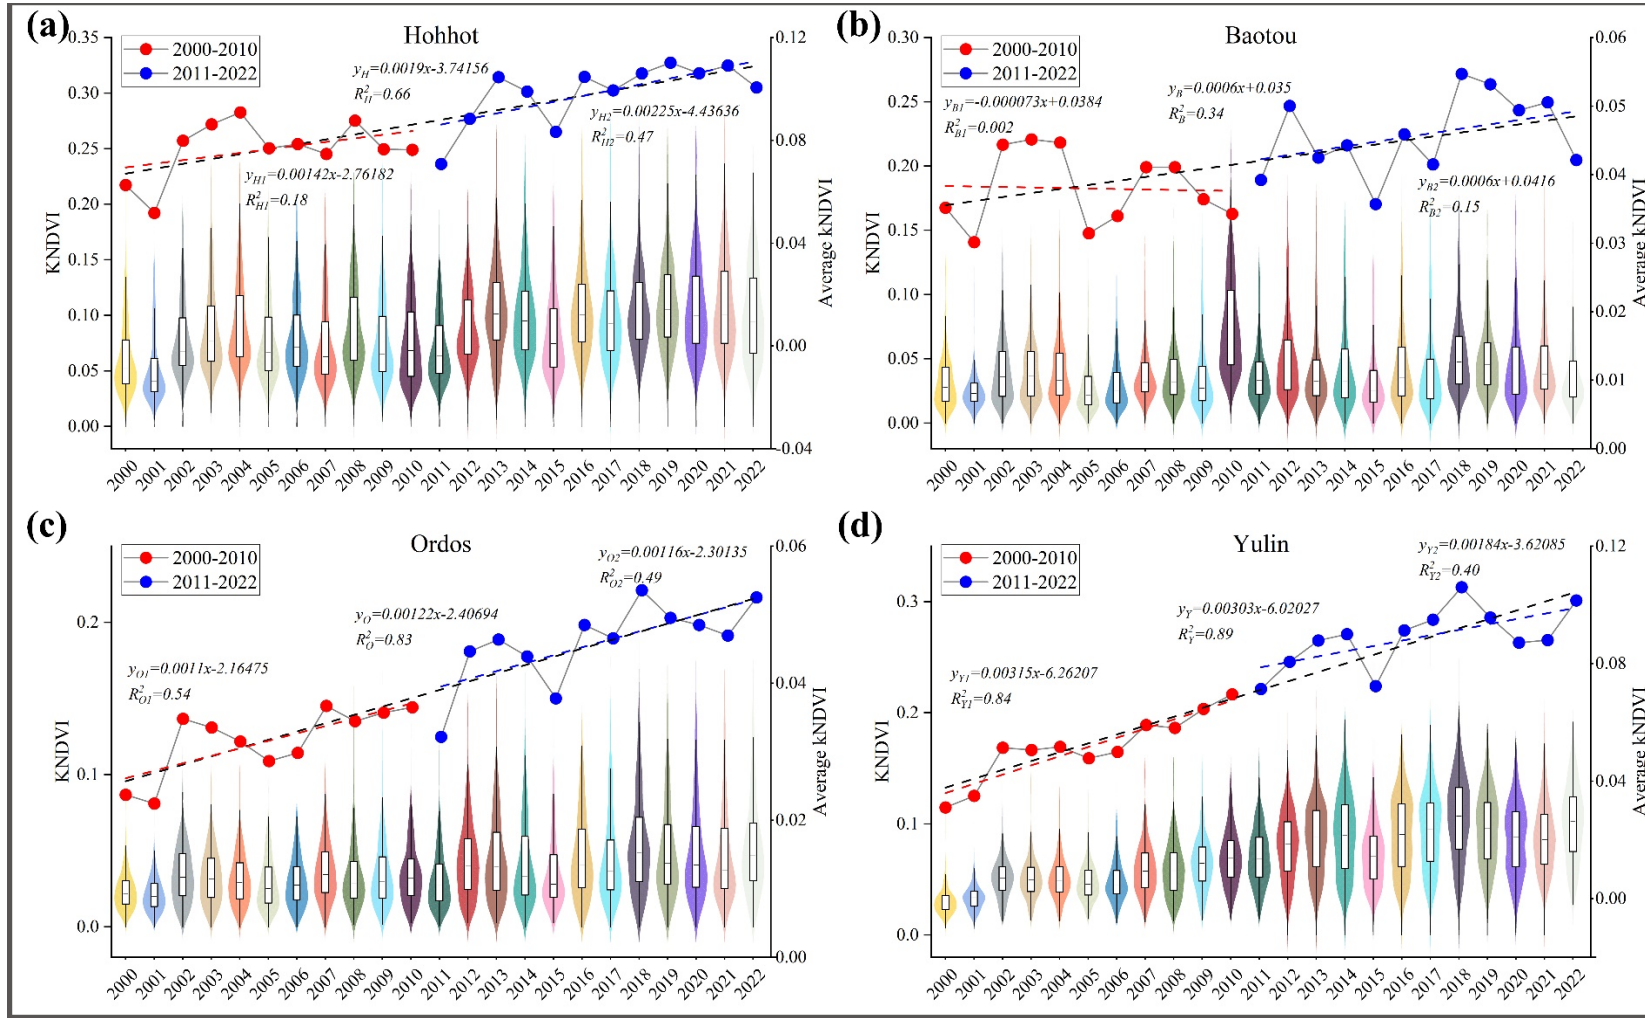 (a)
Hohhot
2000-2010
2011-2022
y_H=0.0019x-3.74156
R²_H=0.66
y_H2=0.00225x-4.43636
R²_H2=0.47
y_H1=0.00142x-2.76182
R²_H1=0.18
KNDVI
Average kNDVI
0.35
0.30
0.25
0.20
0.15
0.10
0.05
0.00
0.12
0.08
0.04
0.00
-0.04
2000 2001 2002 2003 2004 2005 2006 2007 2008 2009 2010 2011 2012 2013 2014 2015 2016 2017 2018 2019 2020 2021 2022
(b)
Baotou
2000-2010
2011-2022
y_B1=-0.000073x+0.0384
R²_B1=0.002
y_B=0.0006x+0.035
R²_B=0.34
y_B2=0.0006x+0.0416
R²_B2=0.15
KNDVI
Average kNDVI
0.30
0.25
0.20
0.15
0.10
0.05
0.00
0.06
0.05
0.04
0.03
0.02
0.01
0.00
2000 2001 2002 2003 2004 2005 2006 2007 2008 2009 2010 2011 2012 2013 2014 2015 2016 2017 2018 2019 2020 2021 2022
(c)
Ordos
2000-2010
2011-2022
y_O2=0.00116x-2.30135
R²_O2=0.49
y_O=0.00122x-2.40694
R²_O=0.83
y_O1=0.0011x-2.16475
R²_O1=0.54
KNDVI
Average kNDVI
0.2
0.1
0.0
0.06
0.04
0.02
0.00
2000 2001 2002 2003 2004 2005 2006 2007 2008 2009 2010 2011 2012 2013 2014 2015 2016 2017 2018 2019 2020 2021 2022
(d)
Yulin
2000-2010
2011-2022
y_Y2=0.00184x-3.62085
R²_Y2=0.40
y_Y=0.00303x-6.02027
R²_Y=0.89
y_Y1=0.00315x-6.26207
R²_Y1=0.84
KNDVI
Average kNDVI
0.3
0.2
0.1
0.0
0.12
0.08
0.04
0.00
2000 2001 2002 2003 2004 2005 2006 2007 2008 2009 2010 2011 2012 2013 2014 2015 2016 2017 2018 2019 2020 2021 2022